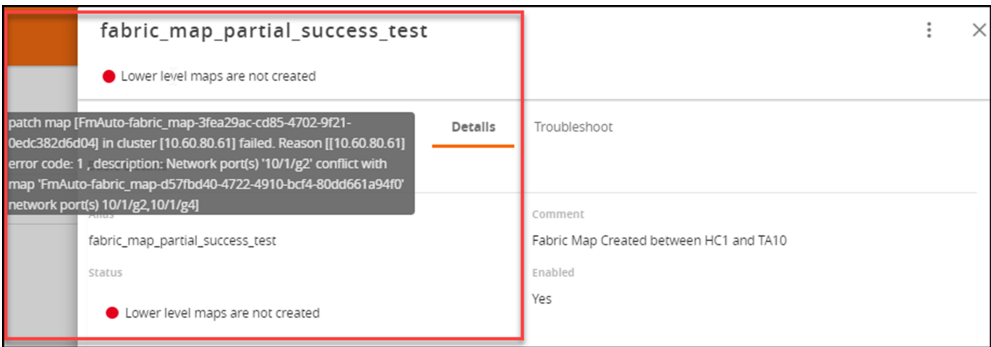 fabric_map_partial_success_test
Lower level maps are not created
patch map [FmAuto-fabric_map-3fea29ac-cd85-4702-9f21-
0edc382d6d04] in cluster [10.60.80.61] failed. Reason [[10.60.80.61]
error code: 1 , description: Network port(s) '10/1/g2' conflict with
map 'FmAuto-fabric_map-d57fbd40-4722-4910-bcf4-80dd661a94f0'
network port(s) 10/1/g2,10/1/g4]
Details
Troubleshoot
Alias
fabric_map_partial_success_test
Comment
Fabric Map Created between HC1 and TA10
Status
Lower level maps are not created
Enabled
Yes